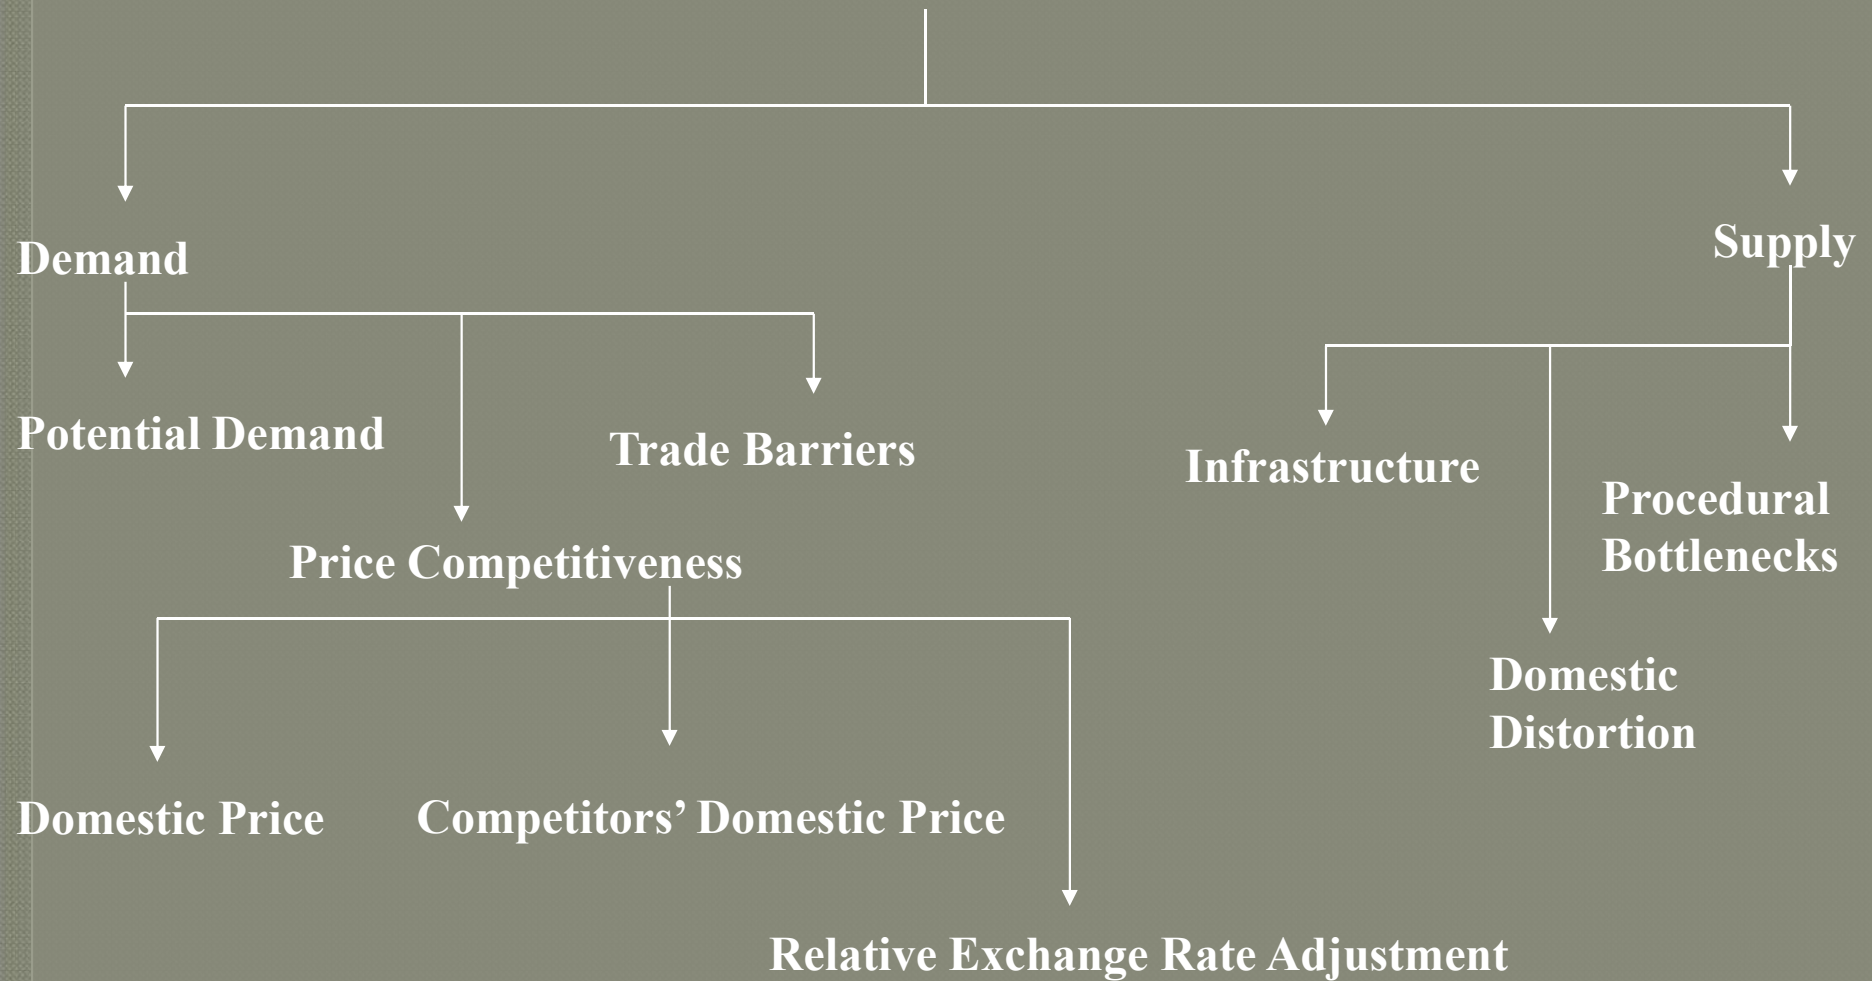 Demand
Supply
Potential Demand
Trade Barriers
Infrastructure
Procedural
Bottlenecks
Price Competitiveness
Domestic
Distortion
Domestic Price
Competitors’ Domestic Price
Relative Exchange Rate Adjustment